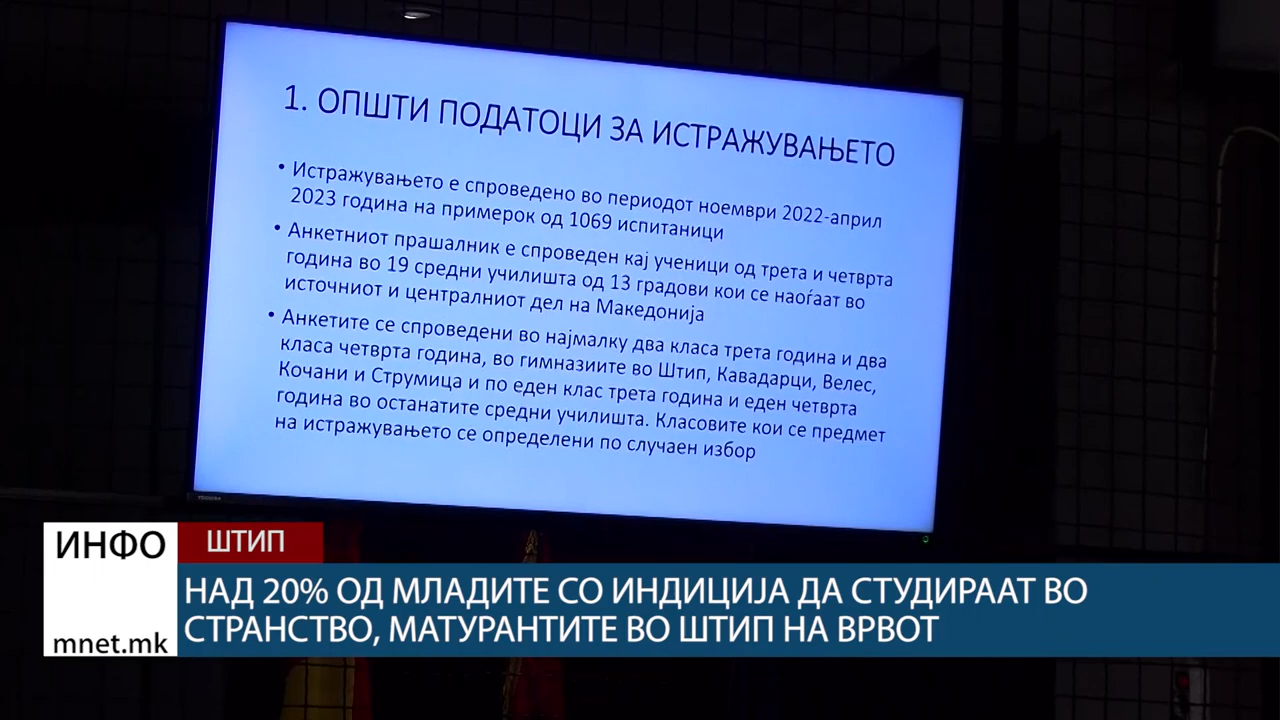 1. ОПШТИ ПОДАТОЦИ ЗА ИСТРАЖУВАЊЕТО
• Истражувањето е спроведено во периодот ноември 2022-април
2023 година на примерок од 1069 испитаници
• Анкетниот прашалник е спроведен кај ученици од трета и четврта
година во 19 средни училишта од 13 градови кои се наоѓаат во
источниот и централниот дел на Македонија
• Анкетите се спроведени во најмалку два класа трета година и два
класа четврта година, во гимназиите во Штип, Кавадарци, Велес,
Кочани и Струмица и по еден клас трета година и еден четврта
година во останатите средни училишта. Класовите кои се предмет
на истражувањето се определени по случаен избор
TOSHIBA
ИНФО
mnet.mk
ШТИП
НАД 20% ОД МЛАДИТЕ СО ИНДИЦИЈА ДА СТУДИРААТ ВО
СТРАНСТВО, МАТУРАНТИТЕ ВО ШТИП НА ВРВОТ